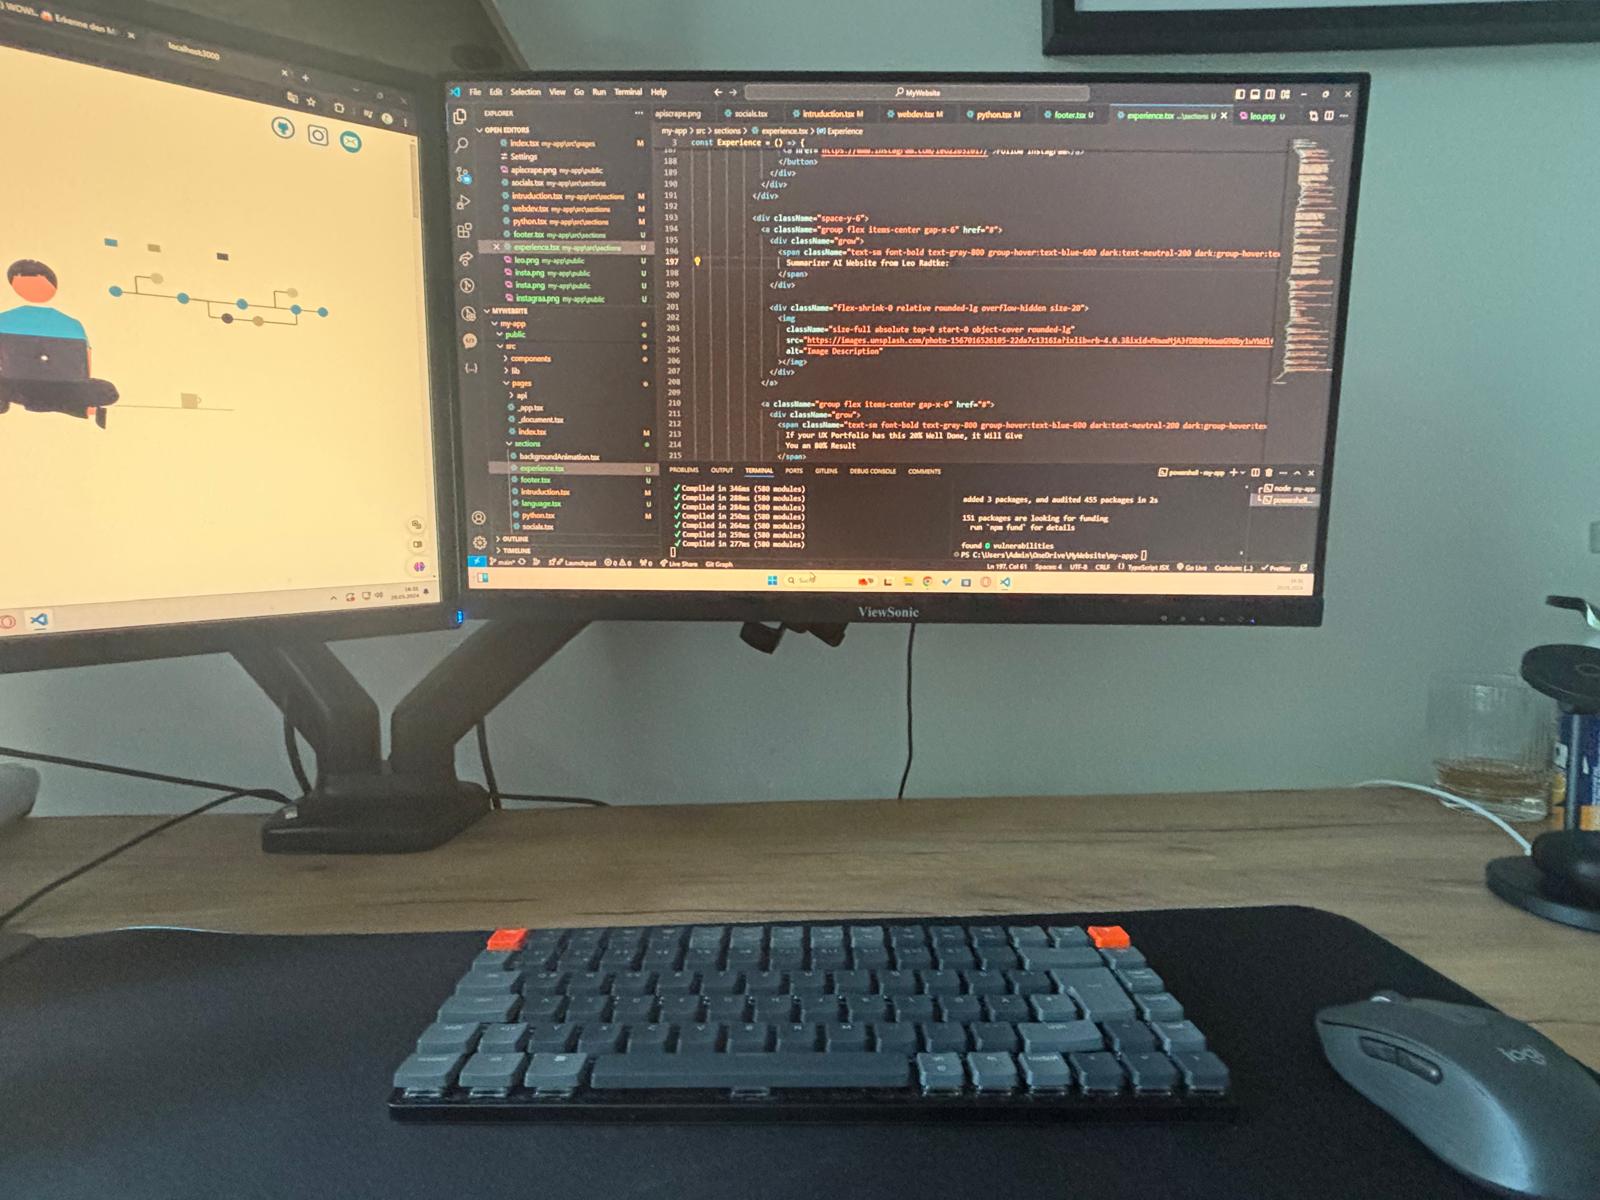 WOW!.. Erkenne den M
localhost:3000
File Edit Selection View Go Run Terminal Help
MyWebsite
EXPLORER
OPEN EDITORS
index.tsx my-app\src\pages M
Settings
apiscrape.png my-app\public
socials.tsx my-app\src\sections
intruduction.tsx my-app\src\sections M
webdev.tsx my-app\src\sections M
python.tsx my-app\src\sections M
footer.tsx my-app\src\sections U
experience.tsx my-app\src\sections U
leo.png my-app\public U
insta.png my-app\public U
insta.png my-app\public U
instagraa.png my-app\public U
MYWEBSITE
my-app
public
src
components
lib
pages
api
_app.tsx
_document.tsx
index.tsx M
sections
backgroundAnimation.tsx
experience.tsx U
footer.tsx U
intruduction.tsx M
language.tsx U
python.tsx M
socials.tsx
OUTLINE
TIMELINE
apiscrape.png socials.tsx intruduction.tsx M webdev.tsx M python.tsx M footer.tsx U experience.tsx ...\sections U leo.png U
my-app > src > sections > experience.tsx > Experience
3 const Experience = () => {
188 </button>
189 </div>
190 </div>
191 </div>
192
193 <div className="space-y-6">
194 <a className="group flex items-center gap-x-6" href="#">
195 <div className="grow">
196 <span className="text-sm font-bold text-gray-800 group-hover:text-blue-600 dark:text-neutral-200 dark:group-hover:tex
197 Summarizer AI Website from Leo Radtke:
198 </span>
199 </div>
200
201 <div className="flex-shrink-0 relative rounded-lg overflow-hidden size-20">
202 <img
203 className="size-full absolute top-0 start-0 object-cover rounded-lg"
204 src="https://images.unsplash.com/photo-1567016526105-22da7c13161a?ixlib=rb-4.0.3&ixid=
205 alt="Image Description"
206 ></img>
207 </div>
208 </a>
209
210 <a className="group flex items-center gap-x-6" href="#">
211 <div className="grow">
212 <span className="text-sm font-bold text-gray-800 group-hover:text-blue-600 dark:text-neutral-200 dark:group-hover:tex
213 If your UX Portfolio has this 20% Well Done, it Will Give
214 You an 80% Result
215 </span>
PROBLEMS OUTPUT TERMINAL PORTS GITLENS DEBUG CONSOLE COMMENTS
powershell - my-app
✓ Compiled in 346ms (580 modules)
✓ Compiled in 288ms (580 modules)
✓ Compiled in 284ms (580 modules)
✓ Compiled in 250ms (580 modules)
✓ Compiled in 264ms (580 modules)
✓ Compiled in 259ms (580 modules)
✓ Compiled in 277ms (580 modules)
added 3 packages, and audited 455 packages in 2s
151 packages are looking for funding
run `npm fund` for details
found 0 vulnerabilities
PS C:\Users\Admin\OneDrive\MyWebsite\my-app>
node my-app
powershell...
main* Launchpad 0 0 0 Live Share Git Graph
Ln 197, Col 61 Spaces: 4 UTF-8 CRLF {} TypeScript JSX Go Live Codeium: {...} Prettier
ViewSonic
logi